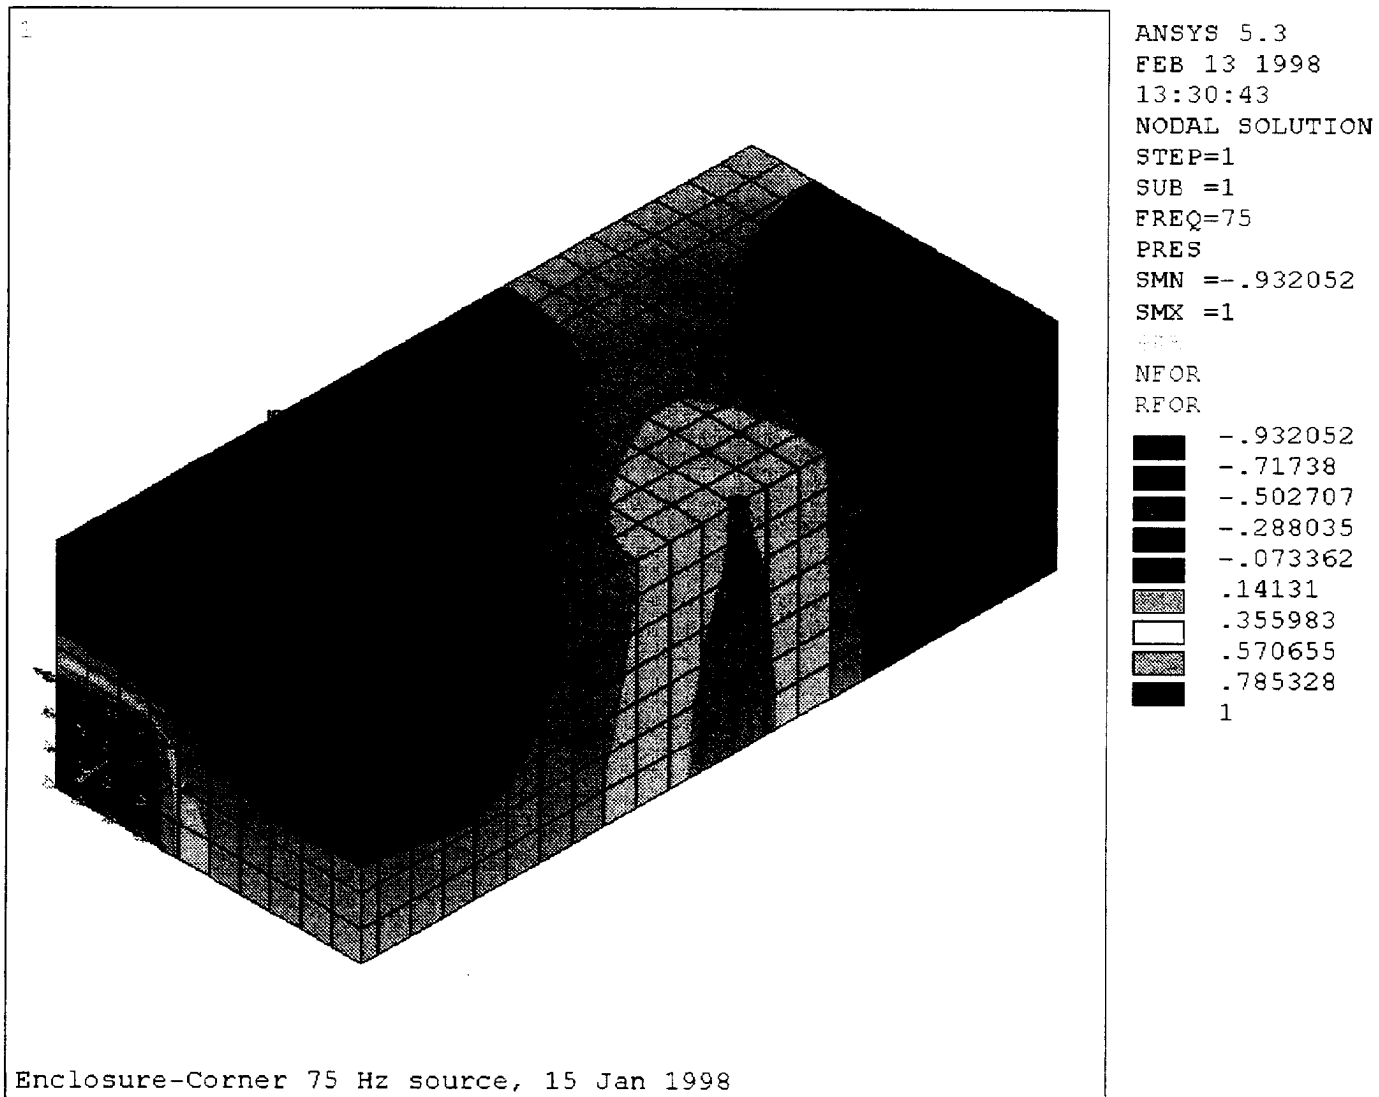 1
ANSYS 5.3
FEB 13 1998
13:30:43
NODAL SOLUTION
STEP=1
SUB =1
FREQ=75
PRES
SMN =-.932052
SMX =1
NFOR
RFOR
-.932052
-.71738
-.502707
-.288035
-.073362
.14131
.355983
.570655
.785328
1
Enclosure-Corner 75 Hz source, 15 Jan 1998